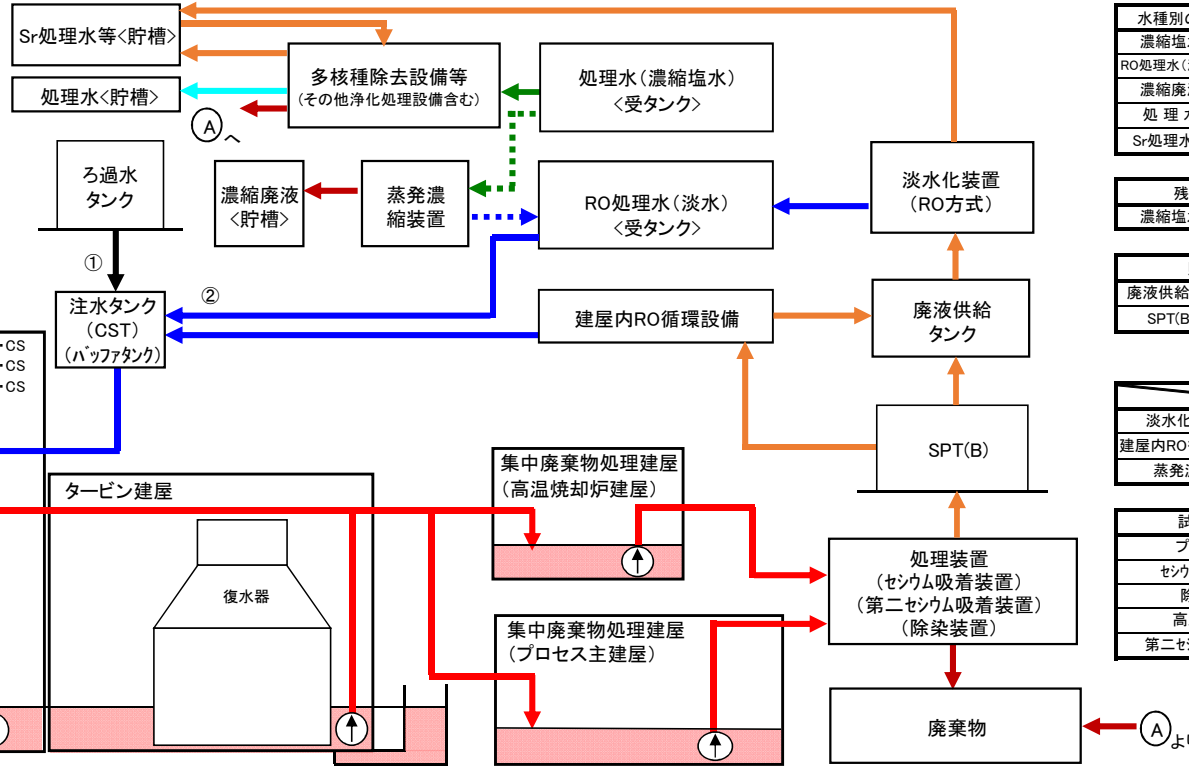 Sr処理水等<貯槽>
処理水<貯槽>
多核種除去設備等
(その他浄化処理設備含む)
Aへ
処理水(濃縮塩水)
<受タンク>
ろ過水
タンク
濃縮廃液
<貯槽>
蒸発濃
縮装置
RO処理水(淡水)
<受タンク>
淡水化装置
(RO方式)
①
②
注水タンク
(CST)
(バッファタンク)
建屋内RO循環設備
廃液供給
タンク
・CS
・CS
・CS
SPT(B)
タービン建屋
復水器
集中廃棄物処理建屋
(高温焼却炉建屋)
集中廃棄物処理建屋
(プロセス主建屋)
処理装置
(セシウム吸着装置)
(第二セシウム吸着装置)
(除染装置)
廃棄物
Aよ
水種別
濃縮塩
RO処理水
濃縮廃
処理
Sr処理水
残
濃縮塩
廃液供給
SPT(B
淡水化
建屋内RO
蒸発
試
プ
セシウ
除
高
第二セ